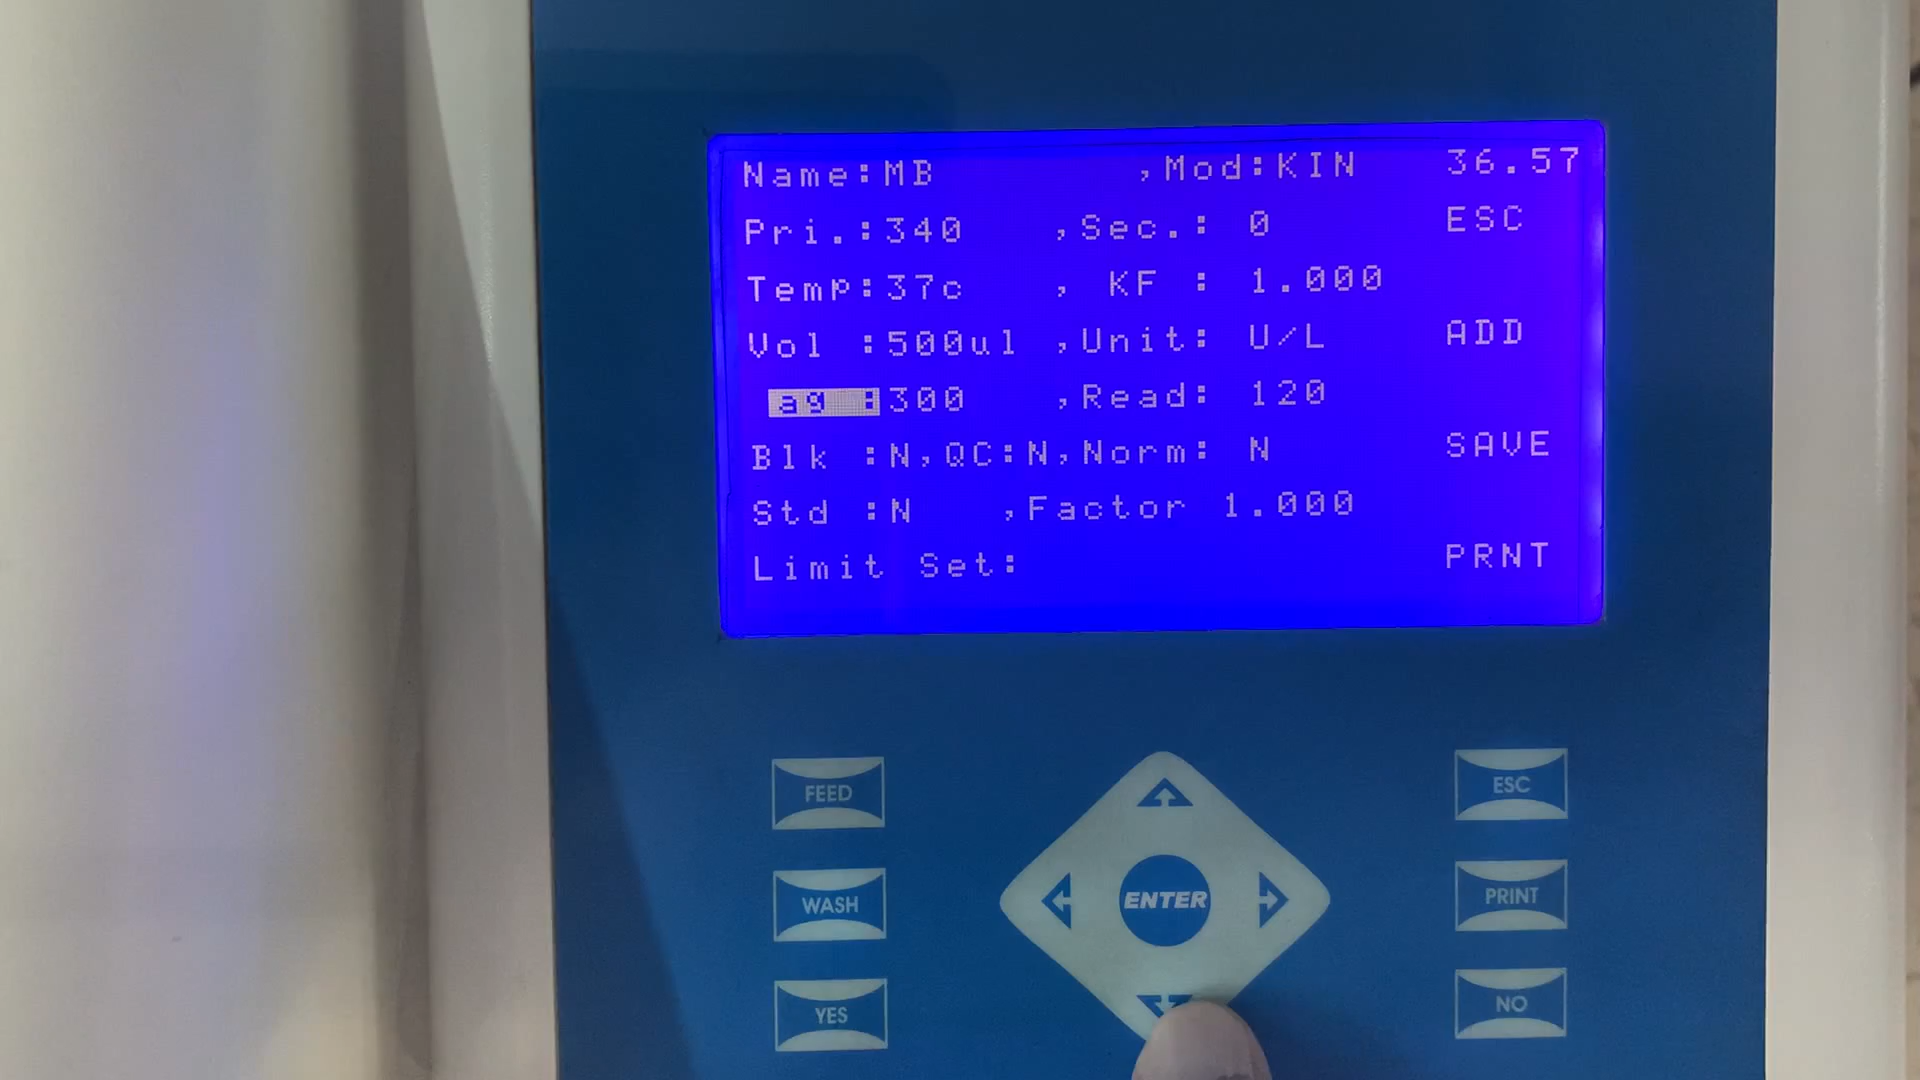 Name:MB ,Mod:KIN 36.57
Pri.:340 ,Sec.: 0 ESC
Temp:37c , KF : 1.000
Vol :500ul ,Unit: U/L ADD
ag :300 ,Read: 120
Blk :N,QC:N,Norm: N SAVE
Std :N ,Factor 1.000
Limit Set: PRNT
FEED
ESC
WASH
ENTER
PRINT
YES
NO